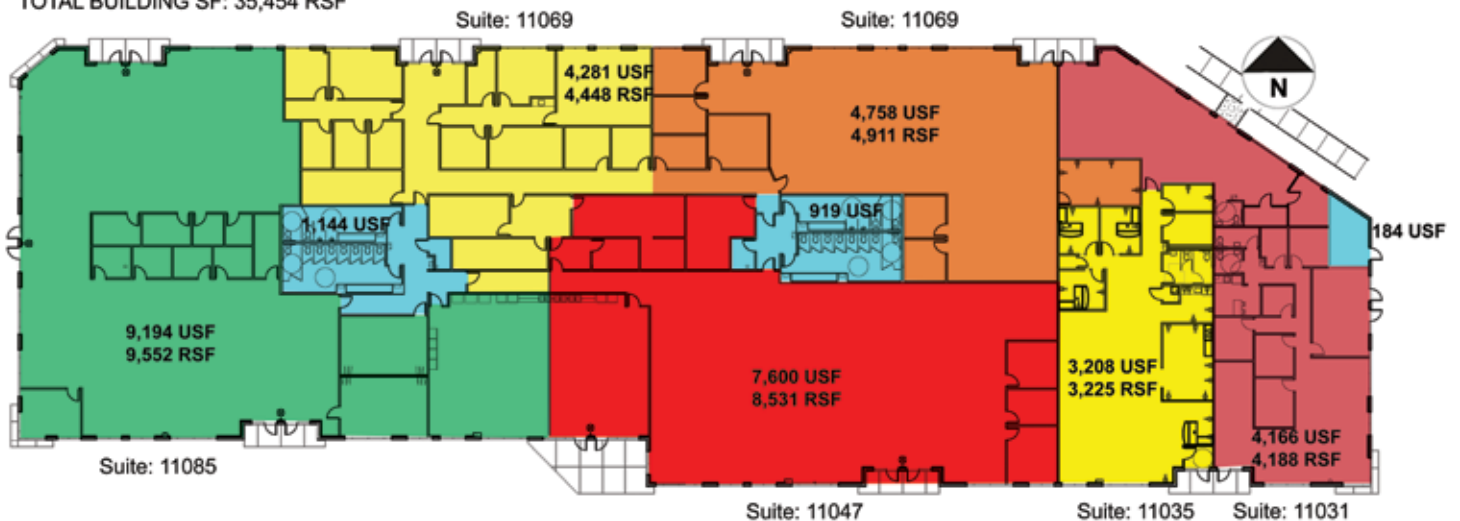 TOTAL BUILDING SF: 35,454 RSF
Suite: 11069
Suite: 11069
4,281 USF
4,448 RSF
4,758 USF
4,911 RSF
N
1,144 USF
919 USF
184 USF
9,194 USF
9,552 RSF
7,600 USF
8,531 RSF
3,208 USF
3,225 RSF
4,166 USF
4,188 RSF
Suite: 11085
Suite: 11047
Suite: 11035
Suite: 11031